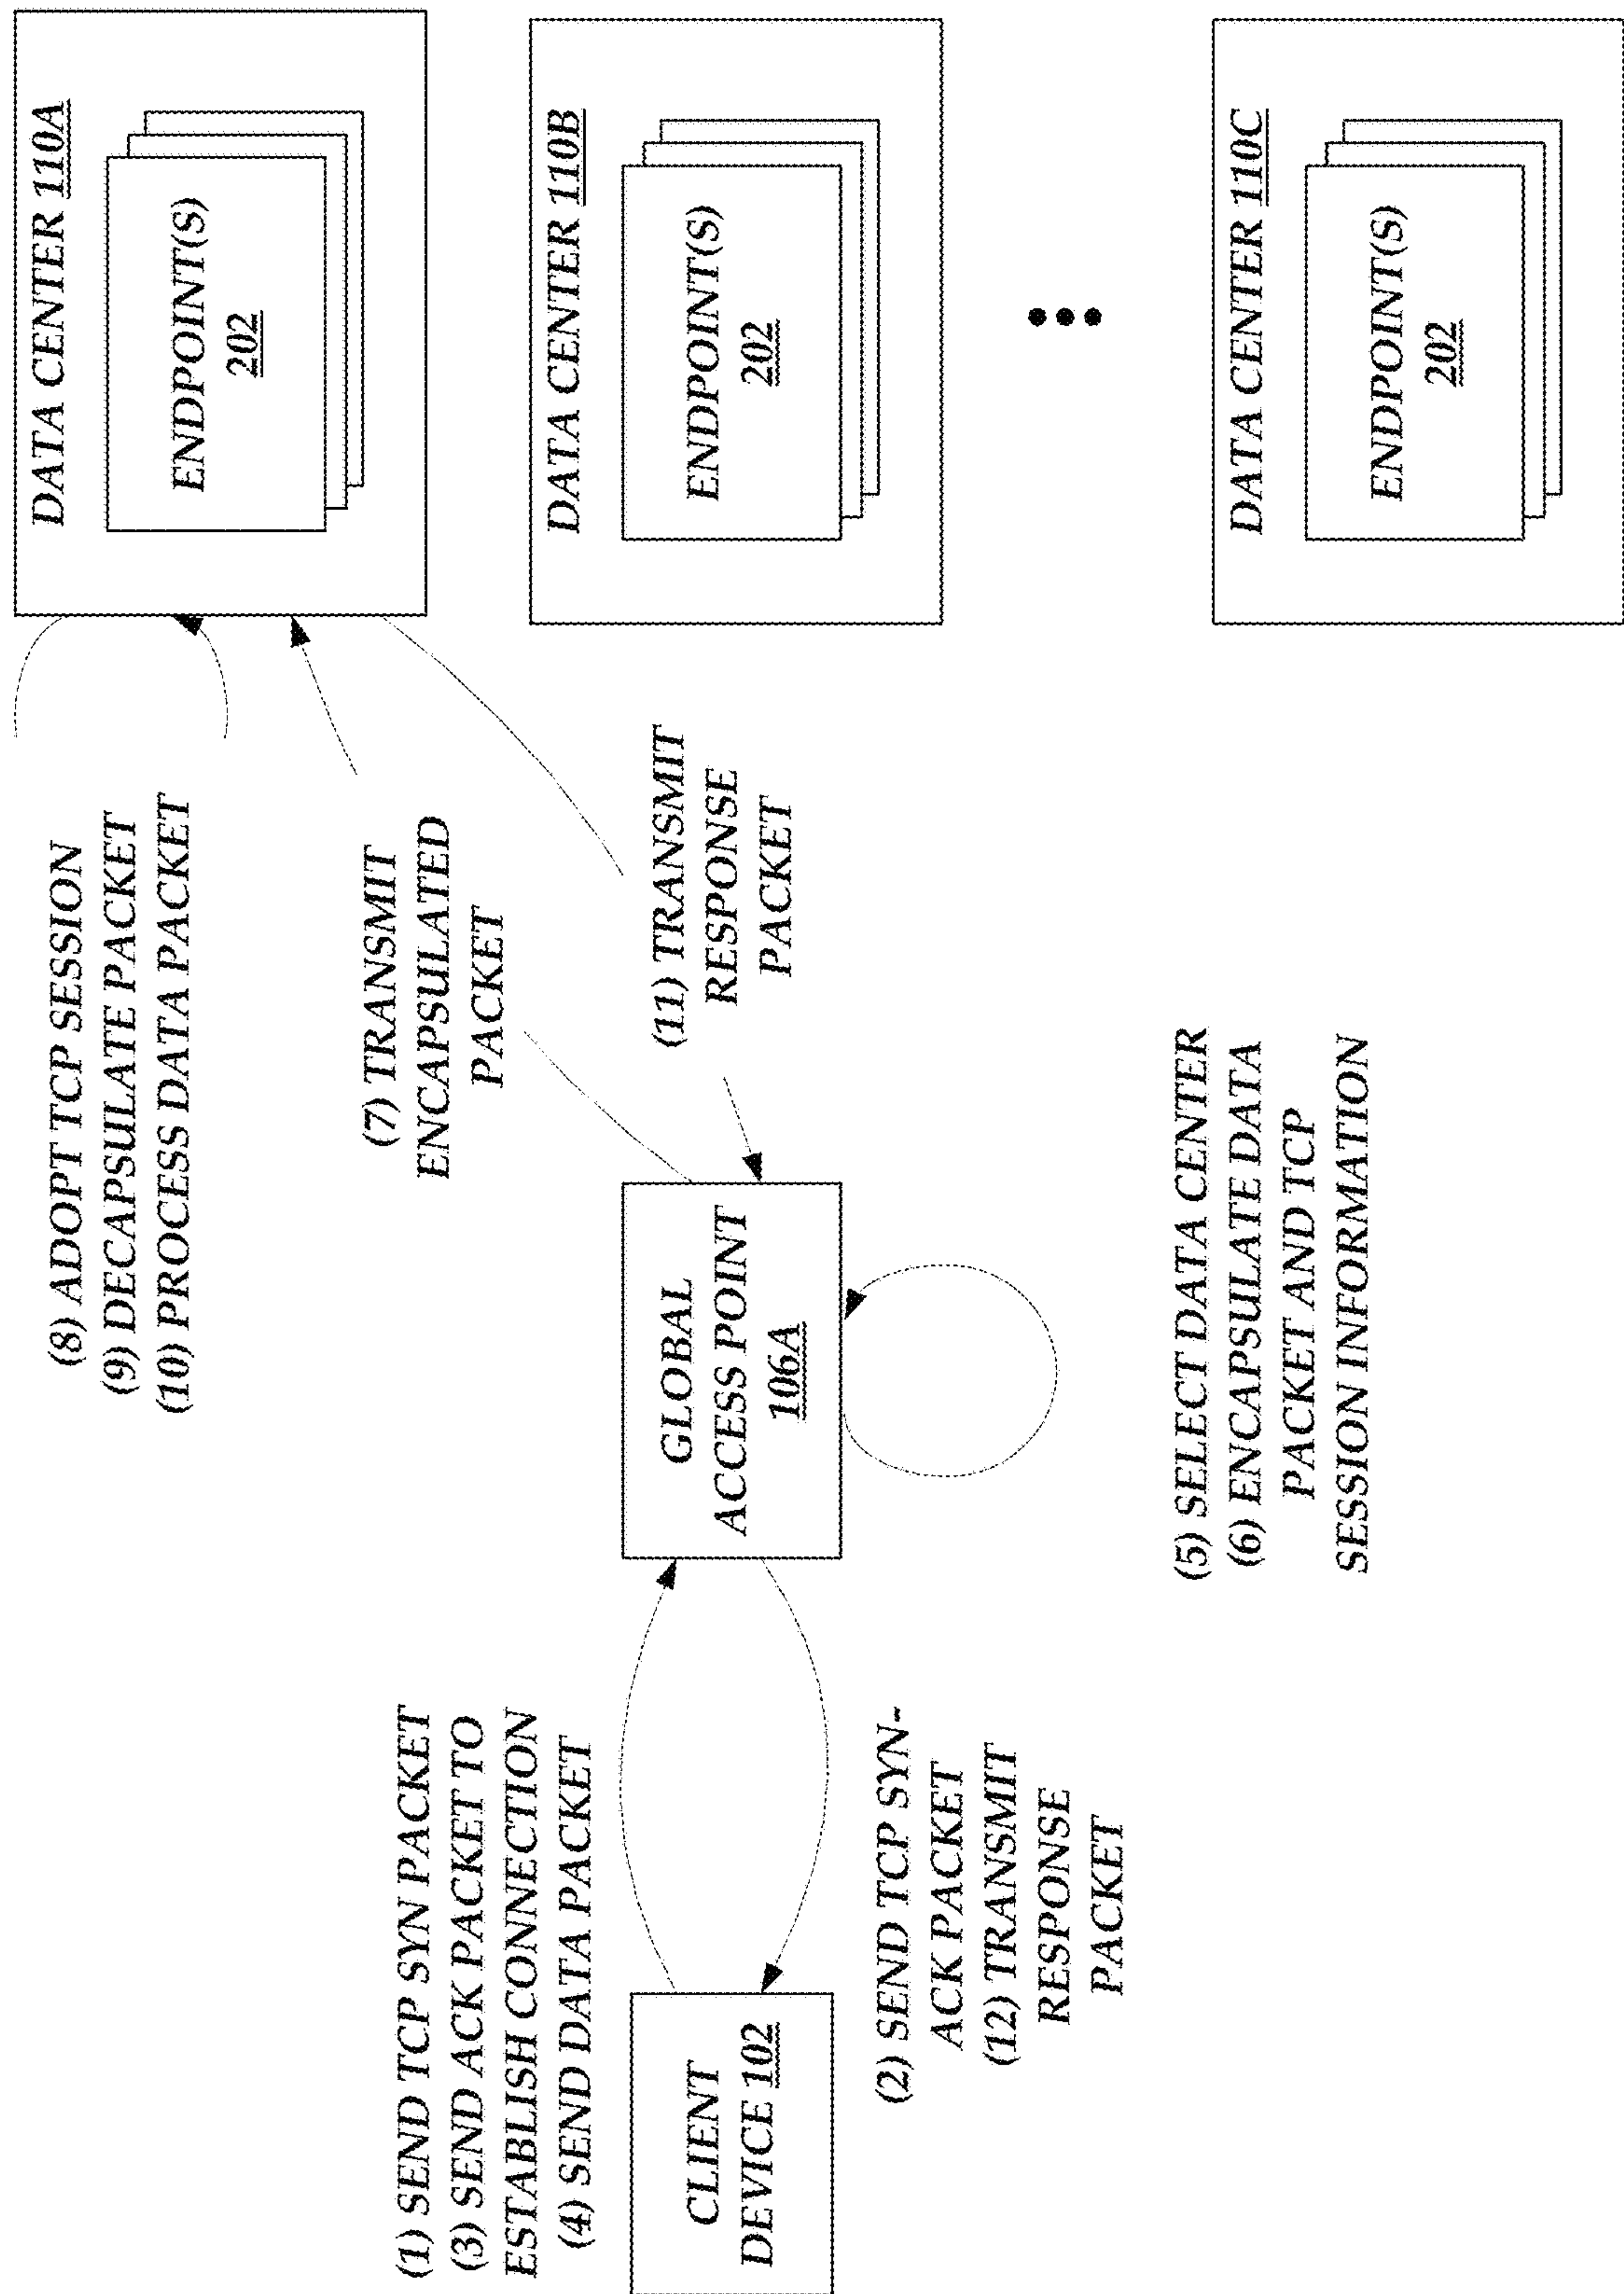 (1) SEND TCP SYN PACKET
(3) SEND ACK PACKET TO
ESTABLISH CONNECTION
(4) SEND DATA PACKET
CLIENT
DEVICE 102
(2) SEND TCP SYN-
ACK PACKET
(12) TRANSMIT
RESPONSE
PACKET
GLOBAL
ACCESS POINT
106A
(5) SELECT DATA CENTER
(6) ENCAPSULATE DATA
PACKET AND TCP
SESSION INFORMATION
(8) ADOPT TCP SESSION
(9) DECAPSULATE PACKET
(10) PROCESS DATA PACKET
(7) TRANSMIT
ENCAPSULATED
PACKET
(11) TRANSMIT
RESPONSE
PACKET
DATA CENTER 110A
ENDPOINT(S)
202
DATA CENTER 110B
ENDPOINT(S)
202
DATA CENTER 110C
ENDPOINT(S)
202